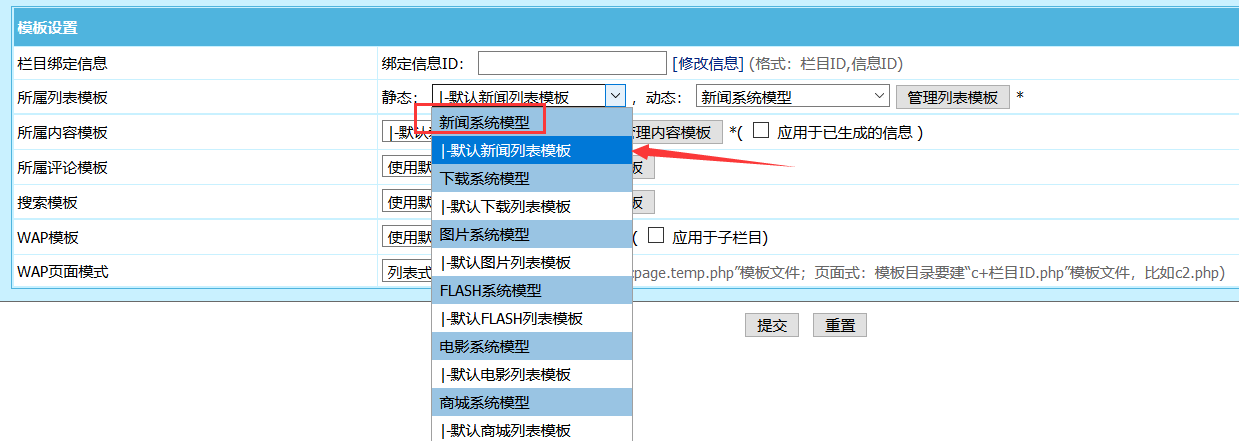 模板设置
栏目绑定信息 绑定信息ID： [修改信息] (格式：栏目ID,信息ID)
所属列表模板 静态： |-默认新闻列表模板 ，动态： 新闻系统模型 管理列表模板 *
新闻系统模型
所属内容模板 |-默认 管理内容模板 *( 应用于已生成的信息 )
|-默认新闻列表模板
所属评论模板 使用默
下载系统模型
搜索模板 使用默
|-默认下载列表模板
WAP模板 使用默 ( 应用于子栏目)
图片系统模型
|-默认图片列表模板
WAP页面模式 列表式 page.temp.php”模板文件；页面式：模板目录要建“c+栏目ID.php”模板文件，比如c2.php)
FLASH系统模型
|-默认FLASH列表模板
提交 重置
电影系统模型
|-默认电影列表模板
商城系统模型
|-默认商城列表模板